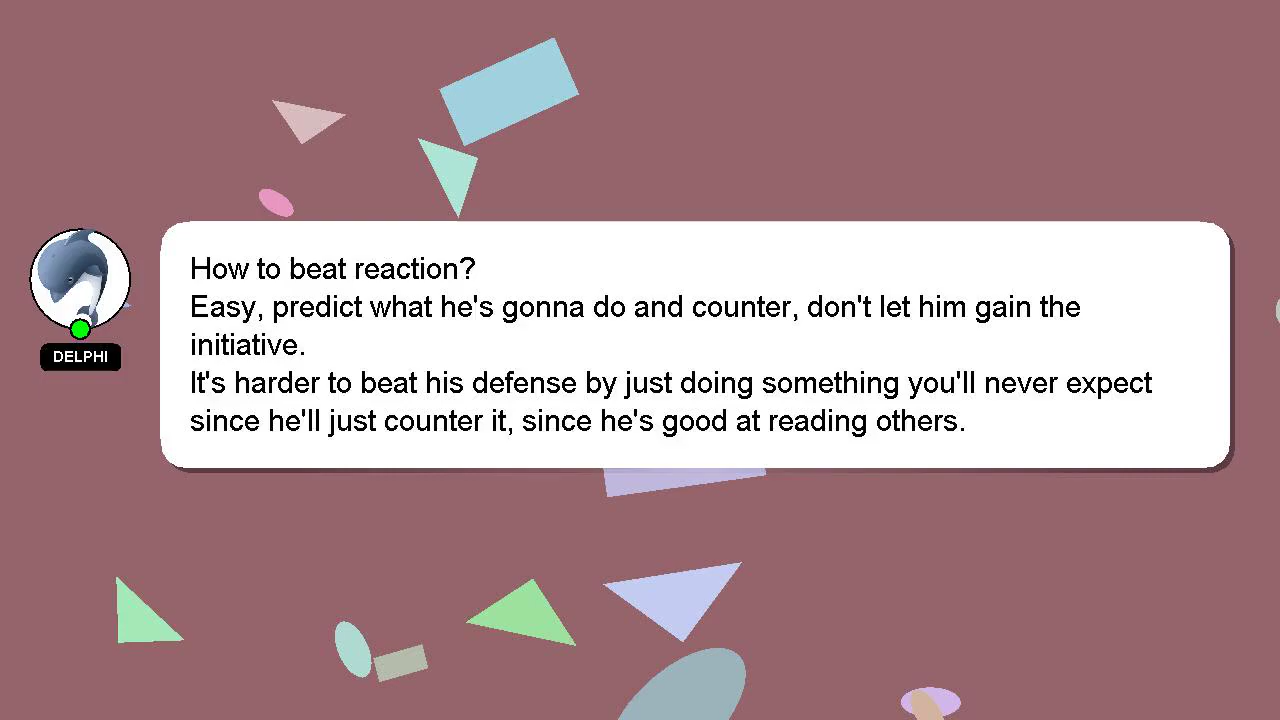 How to beat reaction?
Easy, predict what he's gonna do and counter, don't let him gain the
initiative.
It's harder to beat his defense by just doing something you'll never expect
since he'll just counter it, since he's good at reading others.
DELPHI